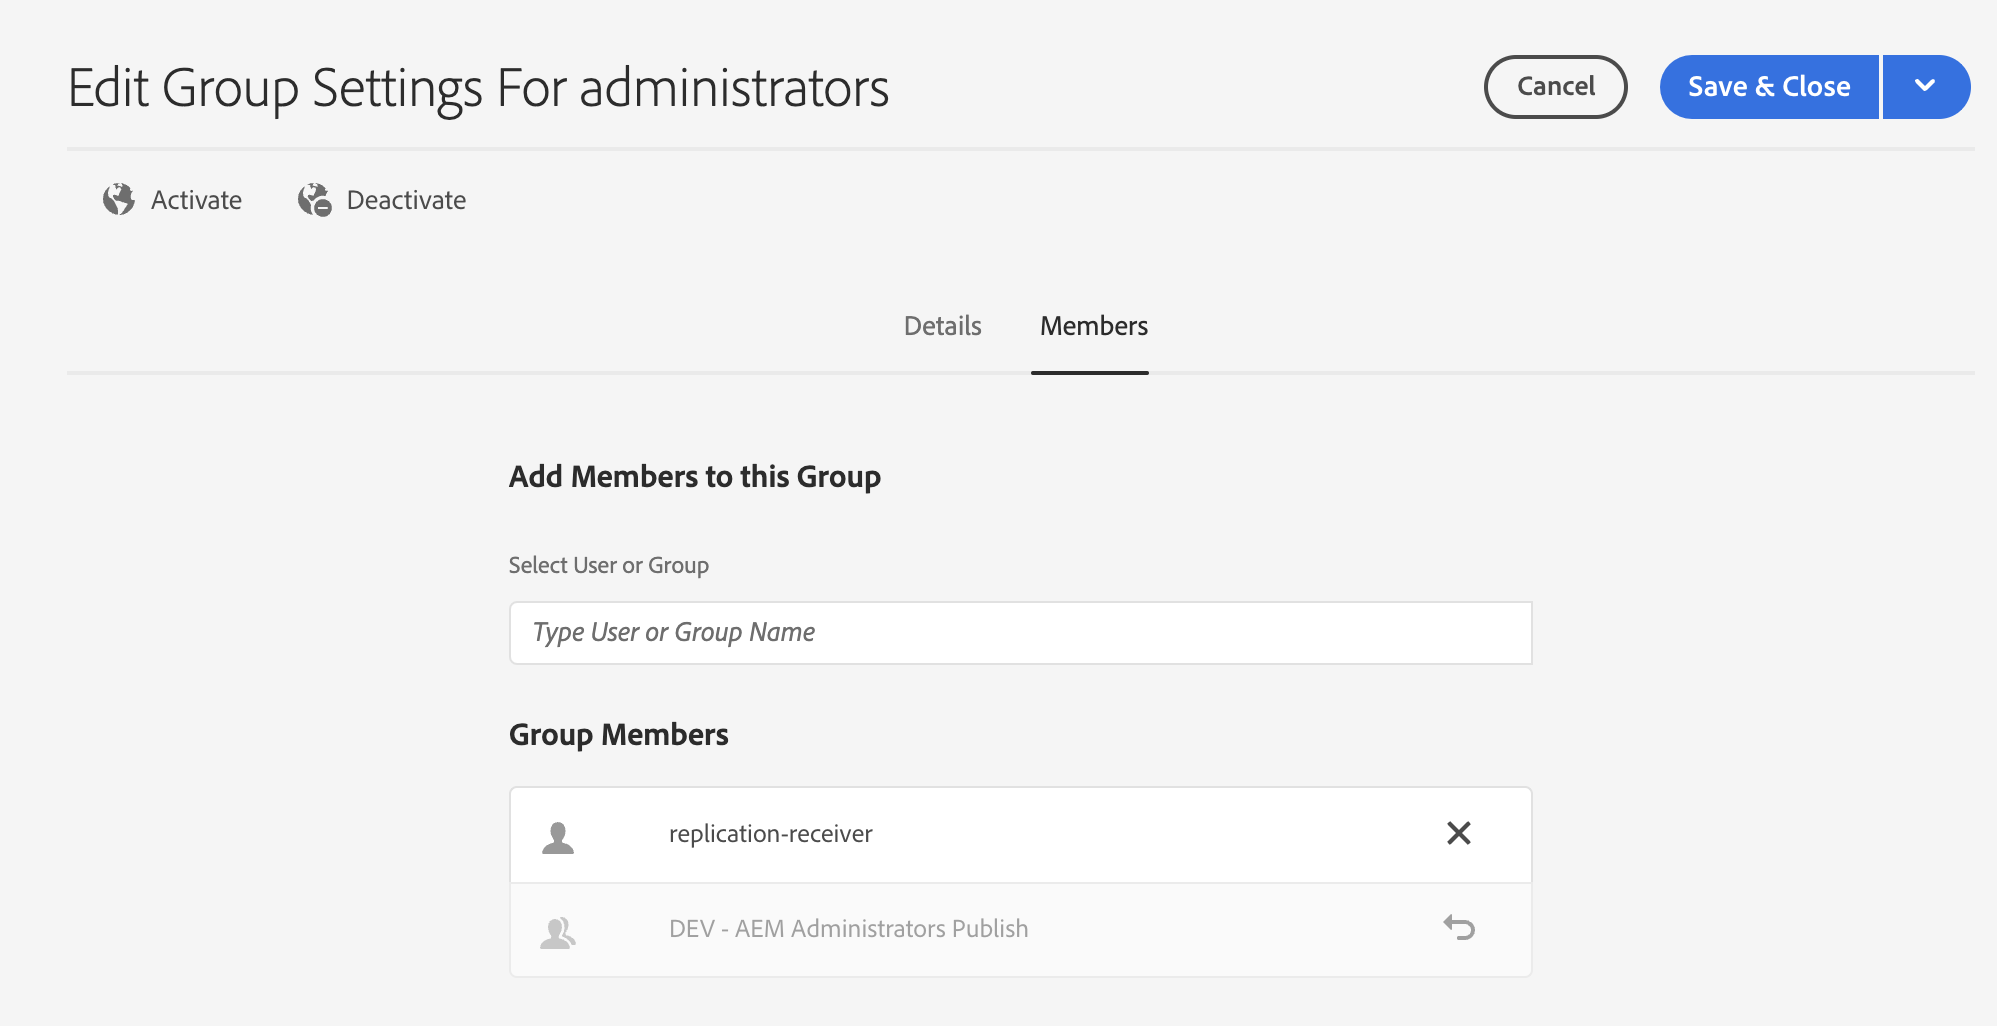 Edit Group Settings For administrators
Cancel
Save & Close
Activate
Deactivate
Details
Members
Add Members to this Group
Select User or Group
Type User or Group Name
Group Members
replication-receiver
DEV - AEM Administrators Publish